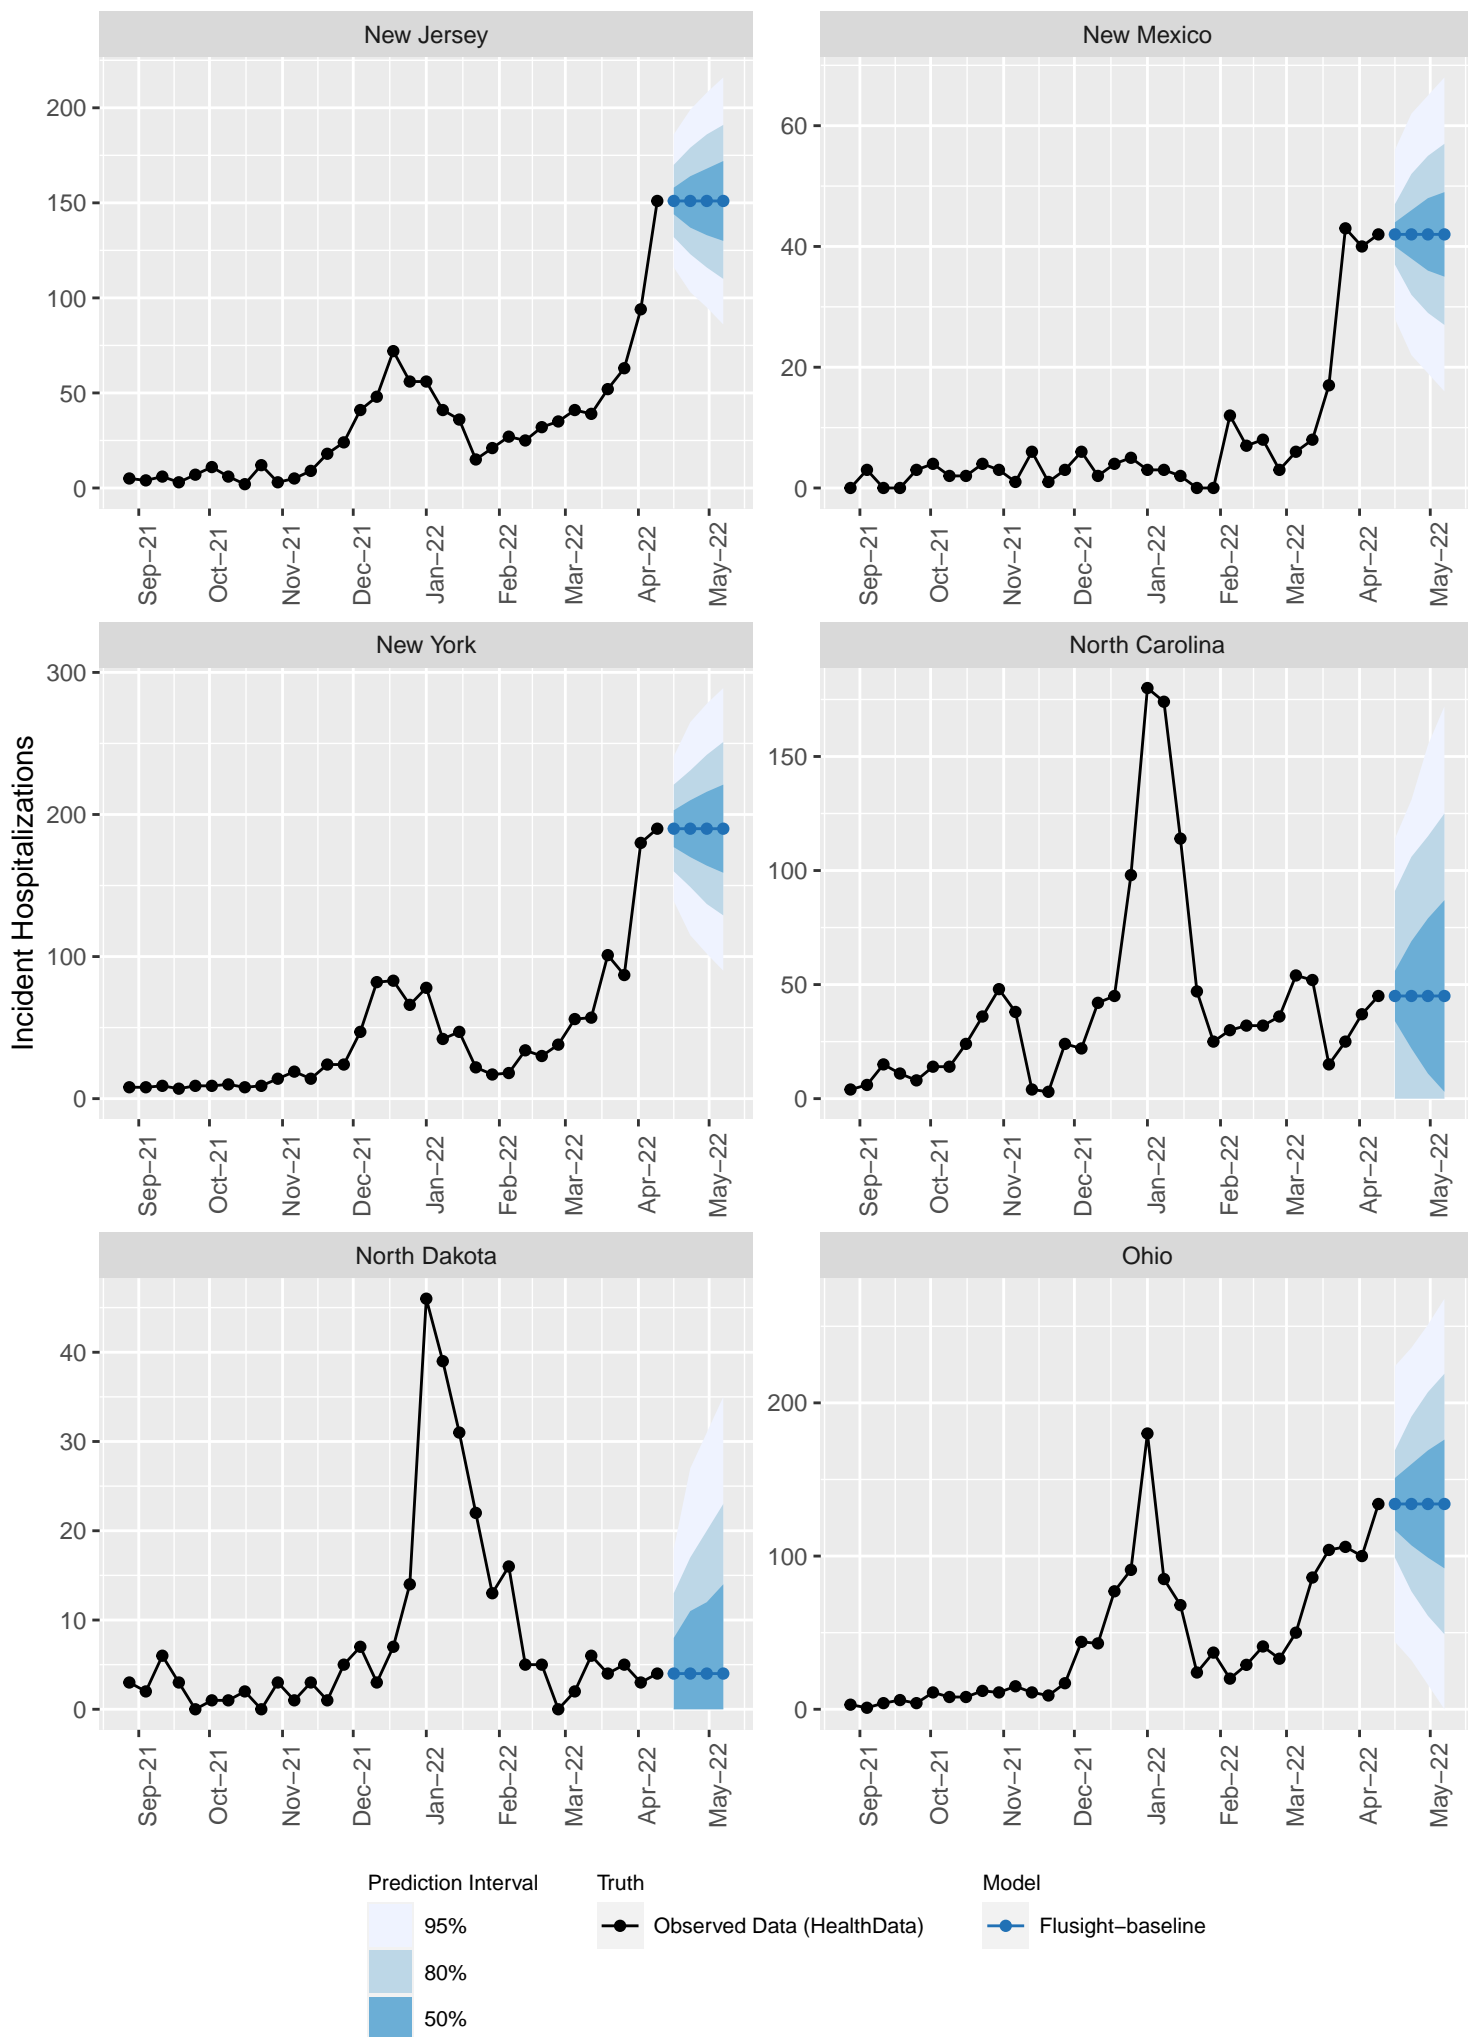 New Jersey
New Mexico
200
150
100
50
0
60
40
20
0
Sep−21
Oct−21
Nov−21
Dec−21
Jan−22
Feb−22
Mar−22
Apr−22
May−22
Sep−21
Oct−21
Nov−21
Dec−21
Jan−22
Feb−22
Mar−22
Apr−22
May−22
Incident Hospitalizations
New York
North Carolina
300
200
100
0
150
100
50
0
Sep−21
Oct−21
Nov−21
Dec−21
Jan−22
Feb−22
Mar−22
Apr−22
May−22
Sep−21
Oct−21
Nov−21
Dec−21
Jan−22
Feb−22
Mar−22
Apr−22
May−22
North Dakota
Ohio
40
30
20
10
0
200
100
0
Sep−21
Oct−21
Nov−21
Dec−21
Jan−22
Feb−22
Mar−22
Apr−22
May−22
Sep−21
Oct−21
Nov−21
Dec−21
Jan−22
Feb−22
Mar−22
Apr−22
May−22
Prediction Interval
95%
80%
50%
Truth
Observed Data (HealthData)
Model
Flusight−baseline